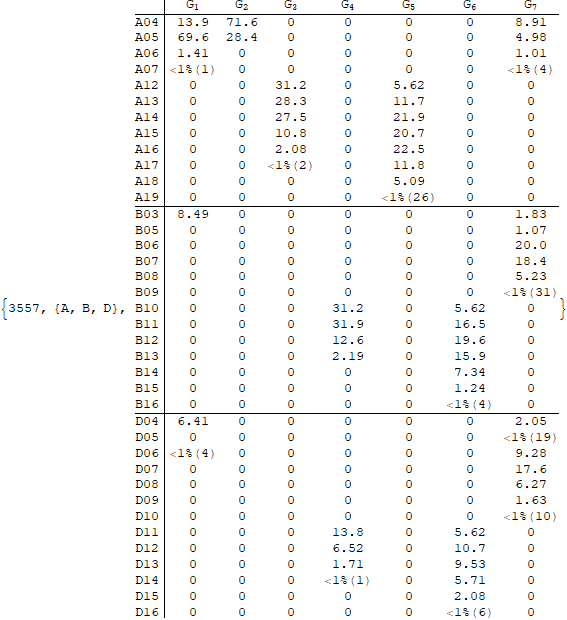 G₁ G₂ G₃ G₄ G₅ G₆ G₇
A04 13.9 71.6 0 0 0 0 8.91
A05 69.6 28.4 0 0 0 0 4.98
A06 1.41 0 0 0 0 0 1.01
A07 <1%(1) 0 0 0 0 0 <1%(4)
A12 0 0 31.2 0 5.62 0 0
A13 0 0 28.3 0 11.7 0 0
A14 0 0 27.5 0 21.9 0 0
A15 0 0 10.8 0 20.7 0 0
A16 0 0 2.08 0 22.5 0 0
A17 0 0 <1%(2) 0 11.8 0 0
A18 0 0 0 0 5.09 0 0
A19 0 0 0 0 <1%(26) 0 0
B03 8.49 0 0 0 0 0 1.83
B05 0 0 0 0 0 0 1.07
B06 0 0 0 0 0 0 20.0
B07 0 0 0 0 0 0 18.4
B08 0 0 0 0 0 0 5.23
B09 0 0 0 0 0 0 <1%(31)
{3557, {A, B, D}, B10 0 0 0 31.2 0 5.62 0 }
B11 0 0 0 31.9 0 16.5 0
B12 0 0 0 12.6 0 19.6 0
B13 0 0 0 2.19 0 15.9 0
B14 0 0 0 0 0 7.34 0
B15 0 0 0 0 0 1.24 0
B16 0 0 0 0 0 <1%(4) 0
D04 6.41 0 0 0 0 0 2.05
D05 0 0 0 0 0 0 <1%(19)
D06 <1%(4) 0 0 0 0 0 9.28
D07 0 0 0 0 0 0 17.6
D08 0 0 0 0 0 0 6.27
D09 0 0 0 0 0 0 1.63
D10 0 0 0 0 0 0 <1%(10)
D11 0 0 0 13.8 0 5.62 0
D12 0 0 0 6.52 0 10.7 0
D13 0 0 0 1.71 0 9.53 0
D14 0 0 0 <1%(1) 0 5.71 0
D15 0 0 0 0 0 2.08 0
D16 0 0 0 0 0 <1%(6) 0